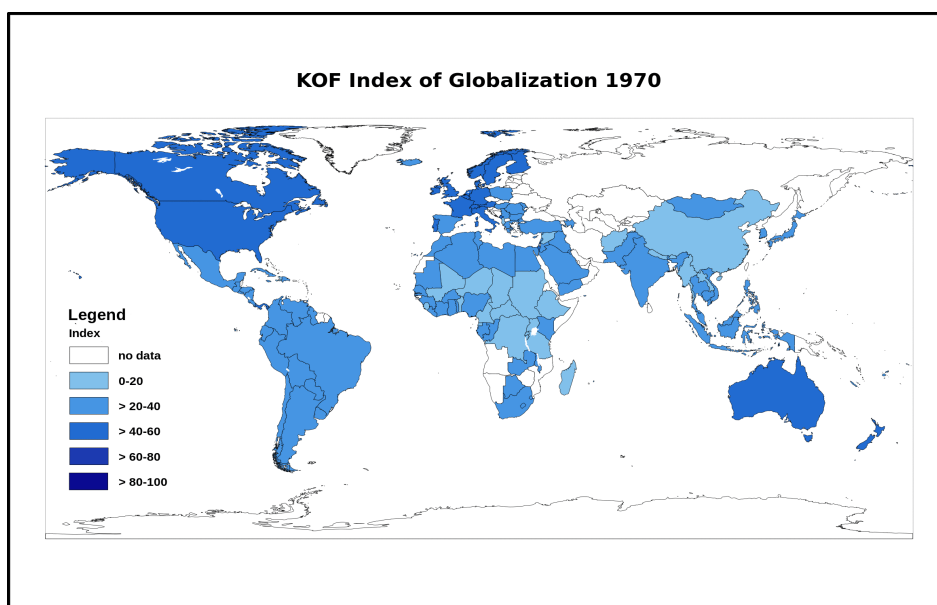 KOF Index of Globalization 1970
Legend
Index
no data
0-20
> 20-40
> 40-60
> 60-80
> 80-100